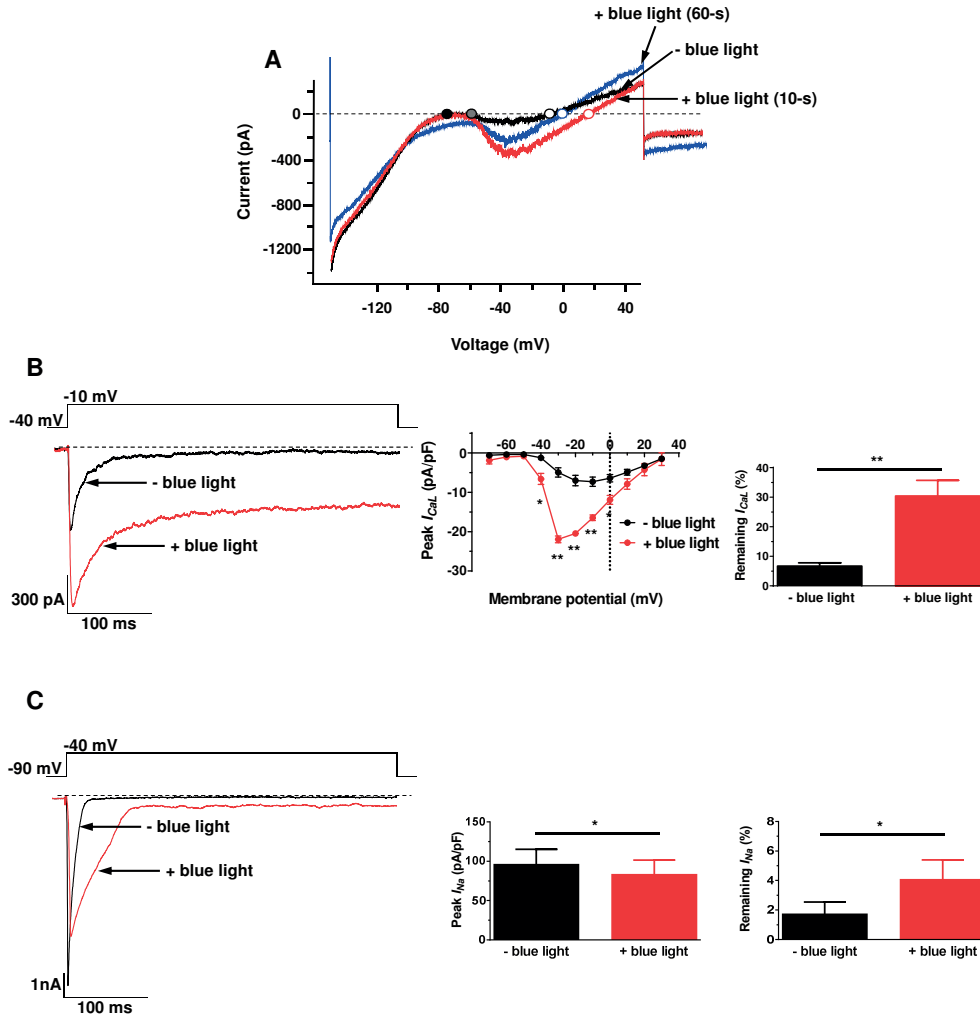 A
+ blue light (60-s)
- blue light
+ blue light (10-s)
Current (pA)
0
-400
-800
-1200
-120
-80
-40
0
40
Voltage (mV)
B
-10 mV
-40 mV
- blue light
+ blue light
300 pA
100 ms
-60
-40
-20
0
20
40
0
-10
-20
-30
Peak ICaL (pA/pF)
*
**
**
**
*
- blue light
+ blue light
Membrane potential (mV)
Remaining ICaL (%)
40
30
20
10
0
**
- blue light
+ blue light
C
-40 mV
-90 mV
- blue light
+ blue light
1nA
100 ms
Peak INa (pA/pF)
150
100
50
0
*
- blue light
+ blue light
Remaining INa (%)
8
6
4
2
0
*
- blue light
+ blue light